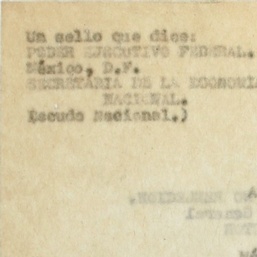 Un sello que dice:
PODER EJECUTIVO FEDERAL.
México, D.F.
SECRETARIA DE LA ECONOMIA
NACIONAL.
Escudo Nacional.)